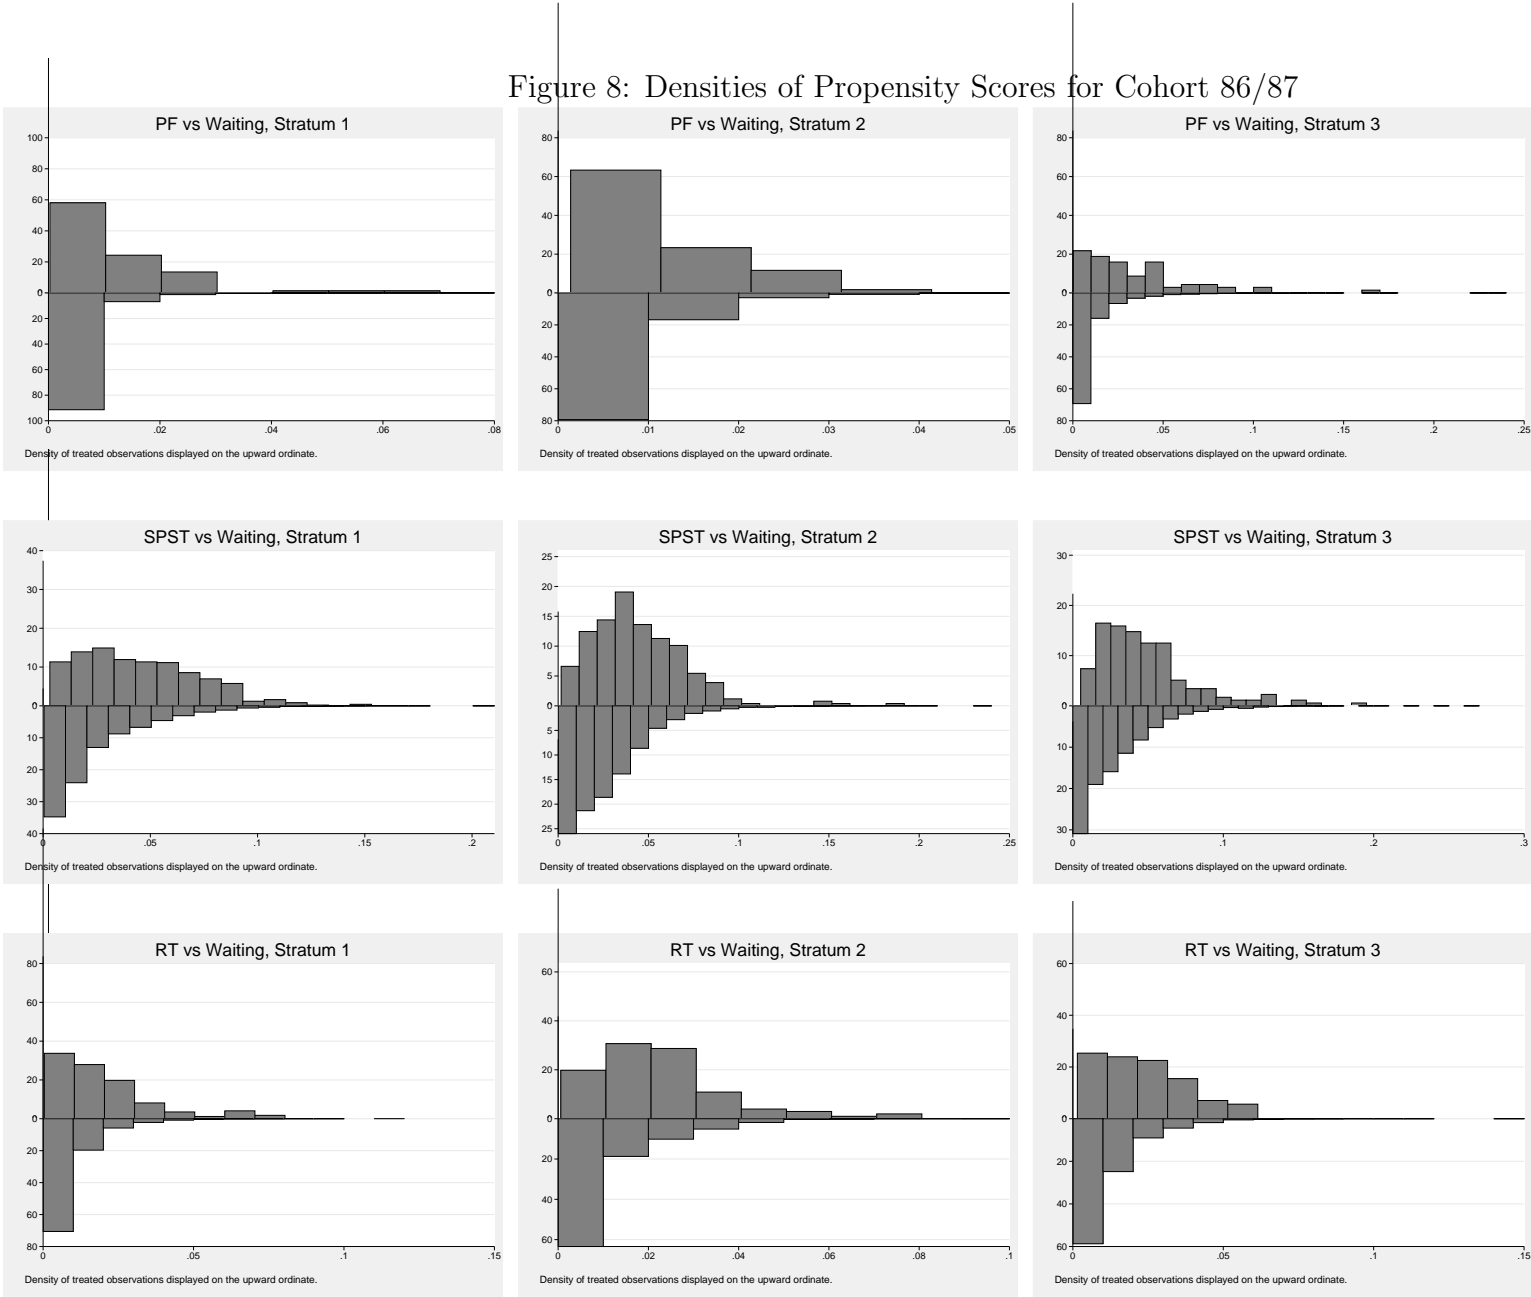 Figure 8: Densities of Propensity Scores for Cohort 86/87
PF vs Waiting, Stratum 1
100
80
60
40
20
0
20
40
60
80
100
0 .02 .04 .06 .08
Density of treated observations displayed on the upward ordinate.
PF vs Waiting, Stratum 2
80
60
40
20
0
20
40
60
80
0 .01 .02 .03 .04 .05
Density of treated observations displayed on the upward ordinate.
PF vs Waiting, Stratum 3
80
60
40
20
0
20
40
60
80
0 .05 .1 .15 .2 .25
Density of treated observations displayed on the upward ordinate.
SPST vs Waiting, Stratum 1
40
30
20
10
0
10
20
30
40
0 .05 .1 .15 .2
Density of treated observations displayed on the upward ordinate.
SPST vs Waiting, Stratum 2
25
20
15
10
5
0
5
10
15
20
25
0 .05 .1 .15 .2 .25
Density of treated observations displayed on the upward ordinate.
SPST vs Waiting, Stratum 3
30
20
10
0
10
20
30
0 .1 .2 .3
Density of treated observations displayed on the upward ordinate.
RT vs Waiting, Stratum 1
80
60
40
20
0
20
40
60
80
0 .05 .1 .15
Density of treated observations displayed on the upward ordinate.
RT vs Waiting, Stratum 2
60
40
20
0
20
40
60
0 .02 .04 .06 .08 .1
Density of treated observations displayed on the upward ordinate.
RT vs Waiting, Stratum 3
60
40
20
0
20
40
60
0 .05 .1 .15
Density of treated observations displayed on the upward ordinate.